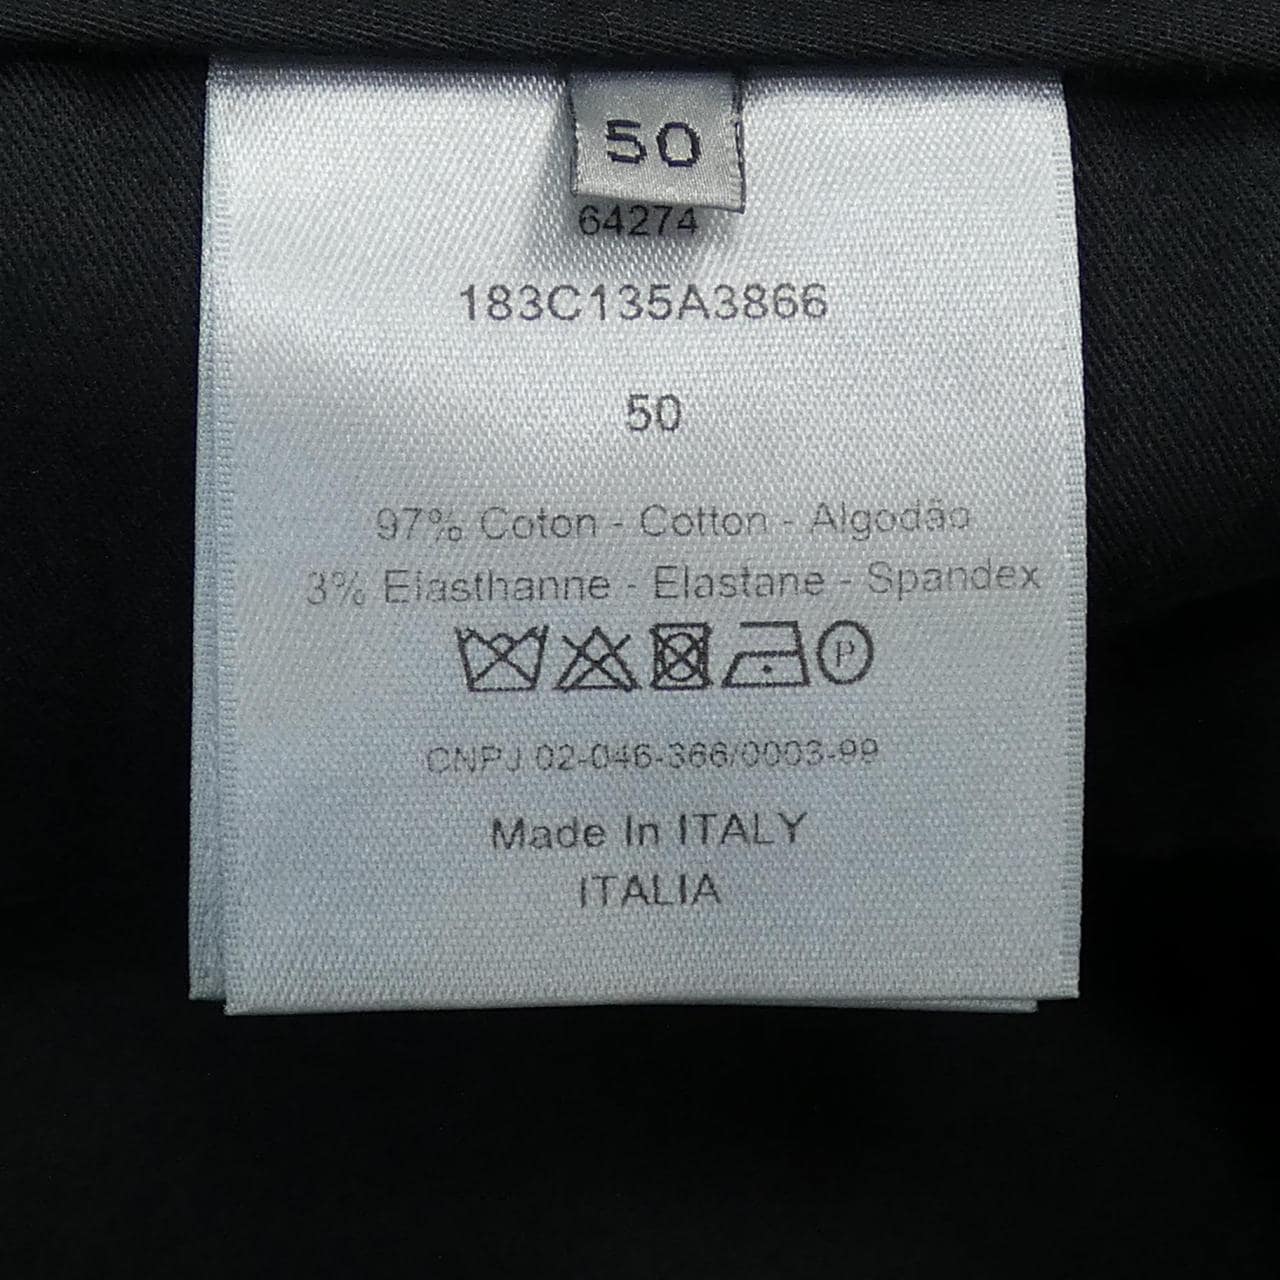 50
64274
183C135A3866
50
97% Coton - Cotton - Algodão
3% Elasthanne - Elastane - Spandex
P
CNPJ 02-046-366/0003-99
Made In ITALY
ITALIA